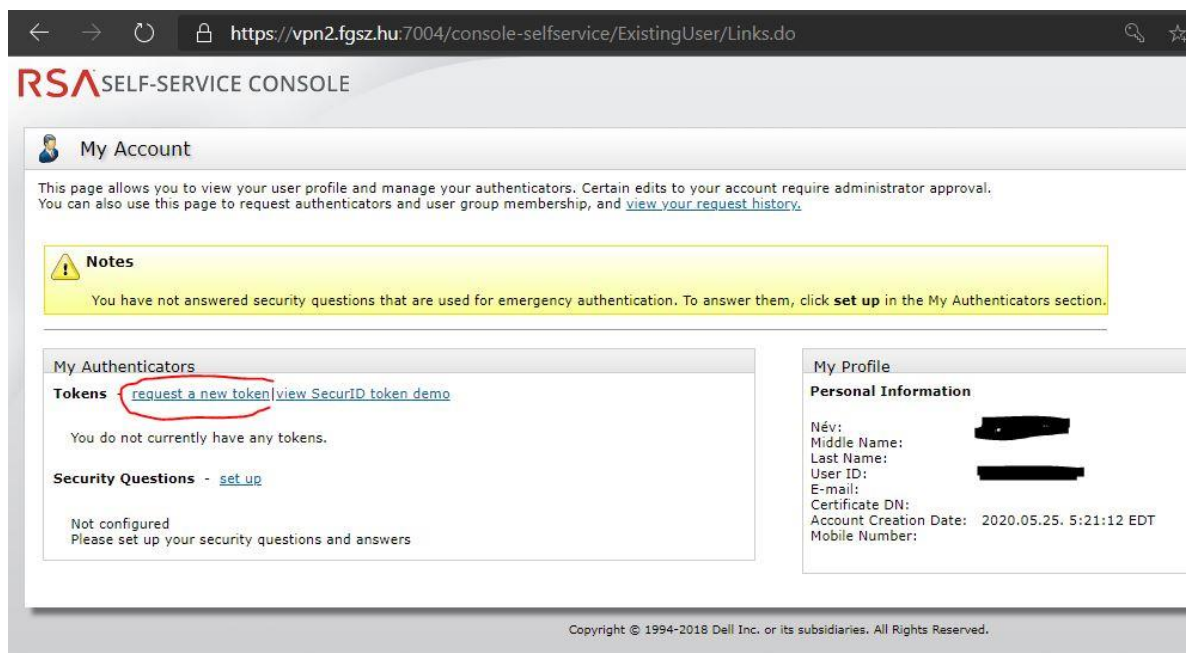 https://vpn2.fgsz.hu:7004/console-selfservice/ExistingUser/Links.do
RSA SELF-SERVICE CONSOLE
My Account
This page allows you to view your user profile and manage your authenticators. Certain edits to your account require administrator approval.
You can also use this page to request authenticators and user group membership, and view your request history.
Notes
You have not answered security questions that are used for emergency authentication. To answer them, click set up in the My Authenticators section.
My Authenticators
Tokens - request a new token|view SecurID token demo
You do not currently have any tokens.
Security Questions - set up
Not configured
Please set up your security questions and answers
My Profile
Personal Information
Név:
Middle Name:
Last Name:
User ID:
E-mail:
Certificate DN:
Account Creation Date: 2020.05.25. 5:21:12 EDT
Mobile Number:
Copyright © 1994-2018 Dell Inc. or its subsidiaries. All Rights Reserved.